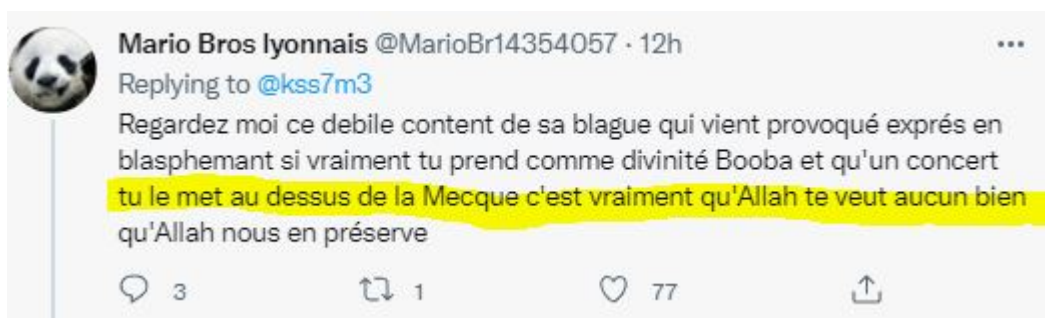 Mario Bros lyonnais @MarioBr14354057 · 12h
Replying to @kss7m3
Regardez moi ce debile content de sa blague qui vient provoqué exprés en
blasphemant si vraiment tu prend comme divinité Booba et qu'un concert
tu le met au dessus de la Mecque c'est vraiment qu'Allah te veut aucun bien
qu'Allah nous en préserve
3 1 77